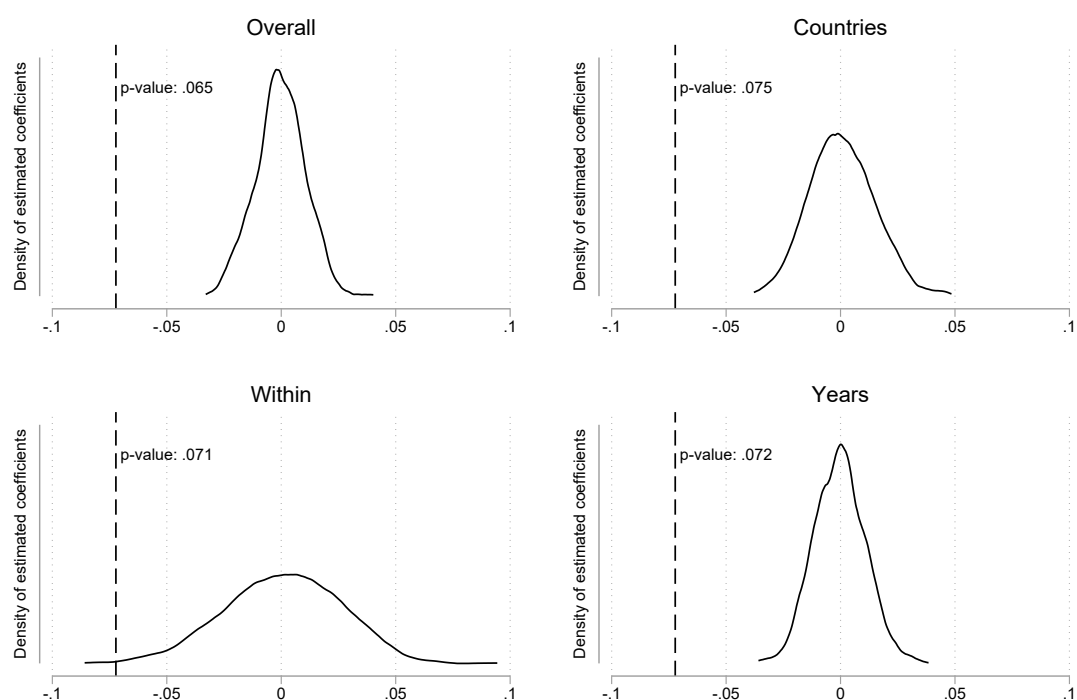 Overall
Density of estimated coefficients
p-value: .065
-.1 -.05 0 .05 .1
Countries
Density of estimated coefficients
p-value: .075
-.1 -.05 0 .05 .1
Within
Density of estimated coefficients
p-value: .071
-.1 -.05 0 .05 .1
Years
Density of estimated coefficients
p-value: .072
-.1 -.05 0 .05 .1